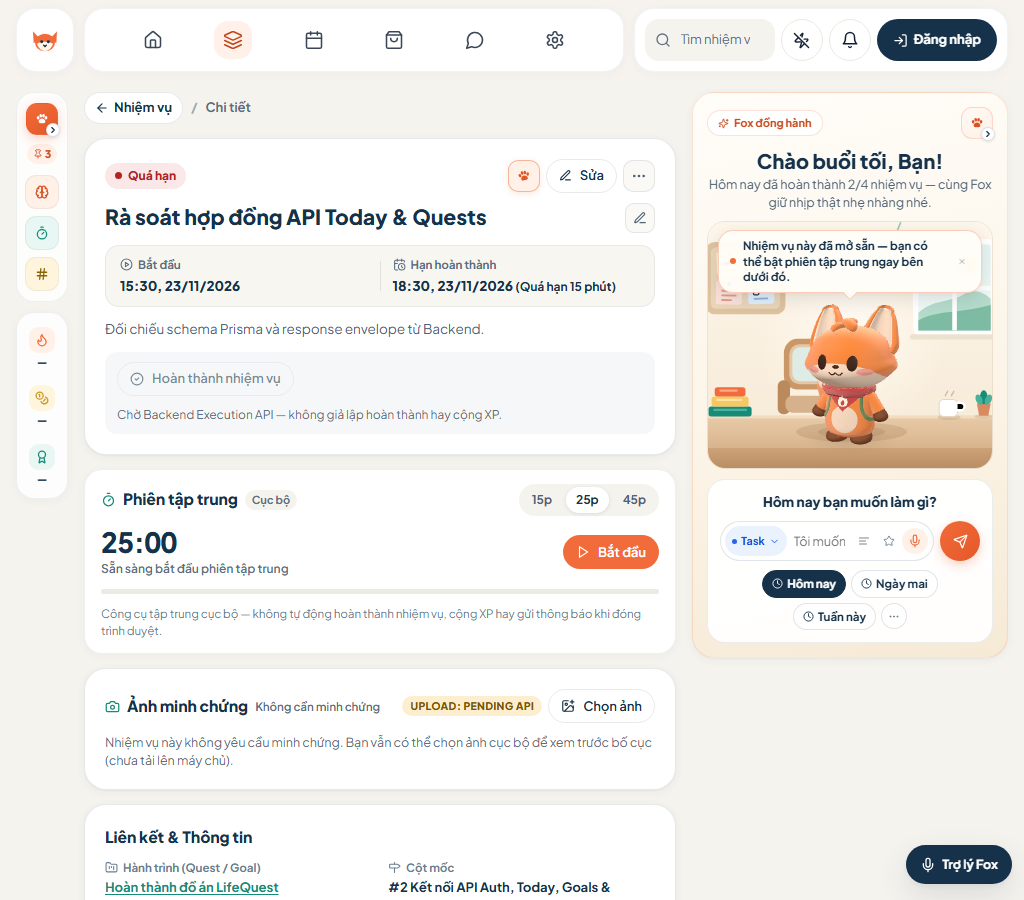 Tìm nhiệm v
Đăng nhập
3
Nhiệm vụ / Chi tiết
Quá hạn
Sửa
Rà soát hợp đồng API Today & Quests
Bắt đầu
15:30, 23/11/2026
Hạn hoàn thành
18:30, 23/11/2026 (Quá hạn 15 phút)
Đối chiếu schema Prisma và response envelope từ Backend.
Hoàn thành nhiệm vụ
Chờ Backend Execution API — không giả lập hoàn thành hay cộng XP.
Phiên tập trung
Cục bộ
15p
25p
45p
25:00
Sẵn sàng bắt đầu phiên tập trung
Bắt đầu
Công cụ tập trung cục bộ — không tự động hoàn thành nhiệm vụ, cộng XP hay gửi thông báo khi đóng
trình duyệt.
Ảnh minh chứng
Không cần minh chứng
UPLOAD: PENDING API
Chọn ảnh
Nhiệm vụ này không yêu cầu minh chứng. Bạn vẫn có thể chọn ảnh cục bộ để xem trước bố cục
(chưa tải lên máy chủ).
Liên kết & Thông tin
Hành trình (Quest / Goal)
Hoàn thành đồ án LifeQuest
Cột mốc
#2 Kết nối API Auth, Today, Goals &
Fox đồng hành
Chào buổi tối, Bạn!
Hôm nay đã hoàn thành 2/4 nhiệm vụ — cùng Fox
giữ nhịp thật nhẹ nhàng nhé.
Nhiệm vụ này đã mở sẵn — bạn có
thể bật phiên tập trung ngay bên
dưới đó.
Hôm nay bạn muốn làm gì?
Task
Tôi muốn
Hôm nay
Ngày mai
Tuần này
Trợ lý Fox